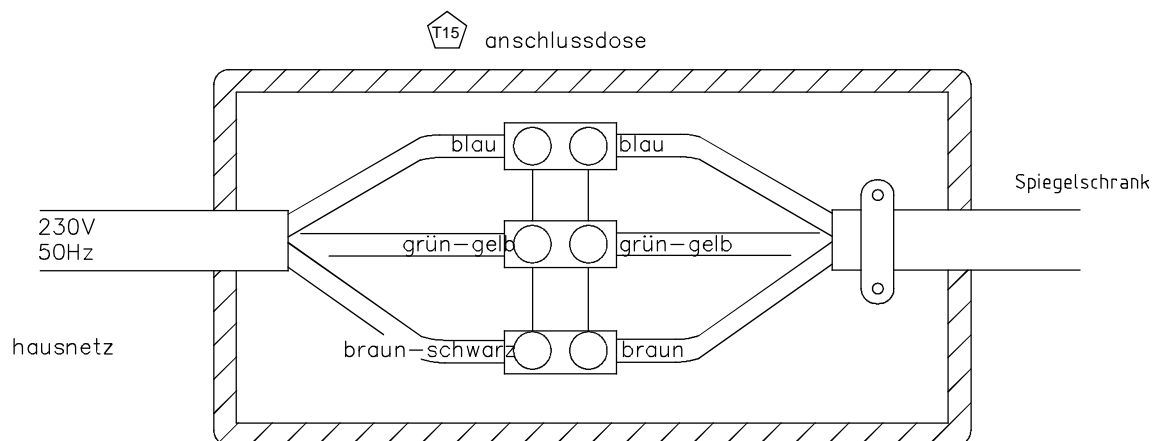 T15 anschlussdose
blau blau
Spiegelschrank
230V
50Hz
grün-gelb grün-gelb
hausnetz
braun-schwarz braun